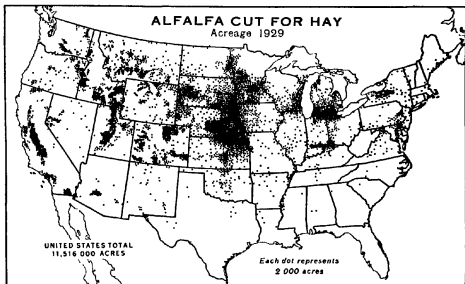 ALFALFA CUT FOR HAY
Acreage 1929
UNITED STATES TOTAL
11,516 000 ACRES
Each dot represents
2 000 acres